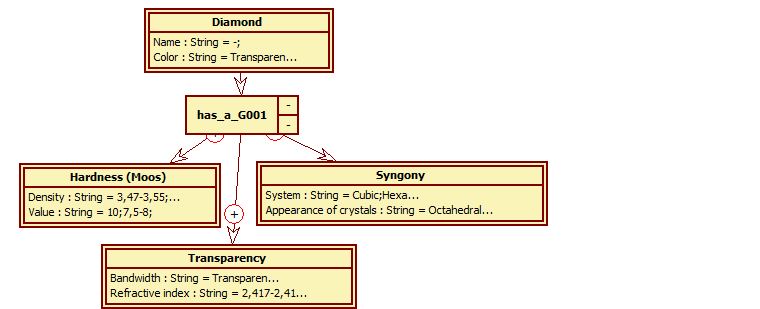 Diamond
Name : String = -;
Color : String = Transparen...
has_a_G001
-
-
Hardness (Moos)
Density : String = 3,47-3,55;...
Value : String = 10;7,5-8;
Syngony
System : String = Cubic;Hexa...
Appearance of crystals : String = Octahedral...
+
Transparency
Bandwidth : String = Transparen...
Refractive index : String = 2,417-2,41...